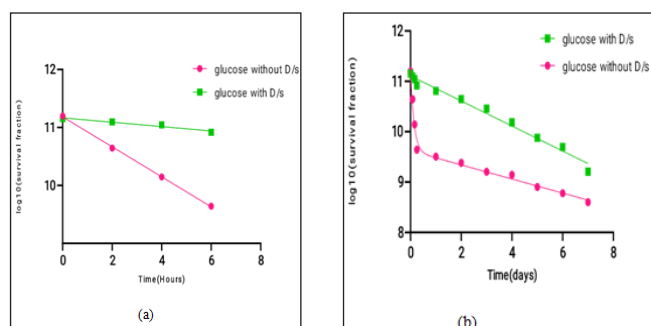 glucose without D/s
glucose with D/s
log10(survival fraction)
12
11
10
0
2
4
6
8
Time(Hours)
(a)
glucose with D/s
glucose without D/s
log10(survival fraction)
12
11
10
9
8
0
2
4
6
8
Time(days)
(b)